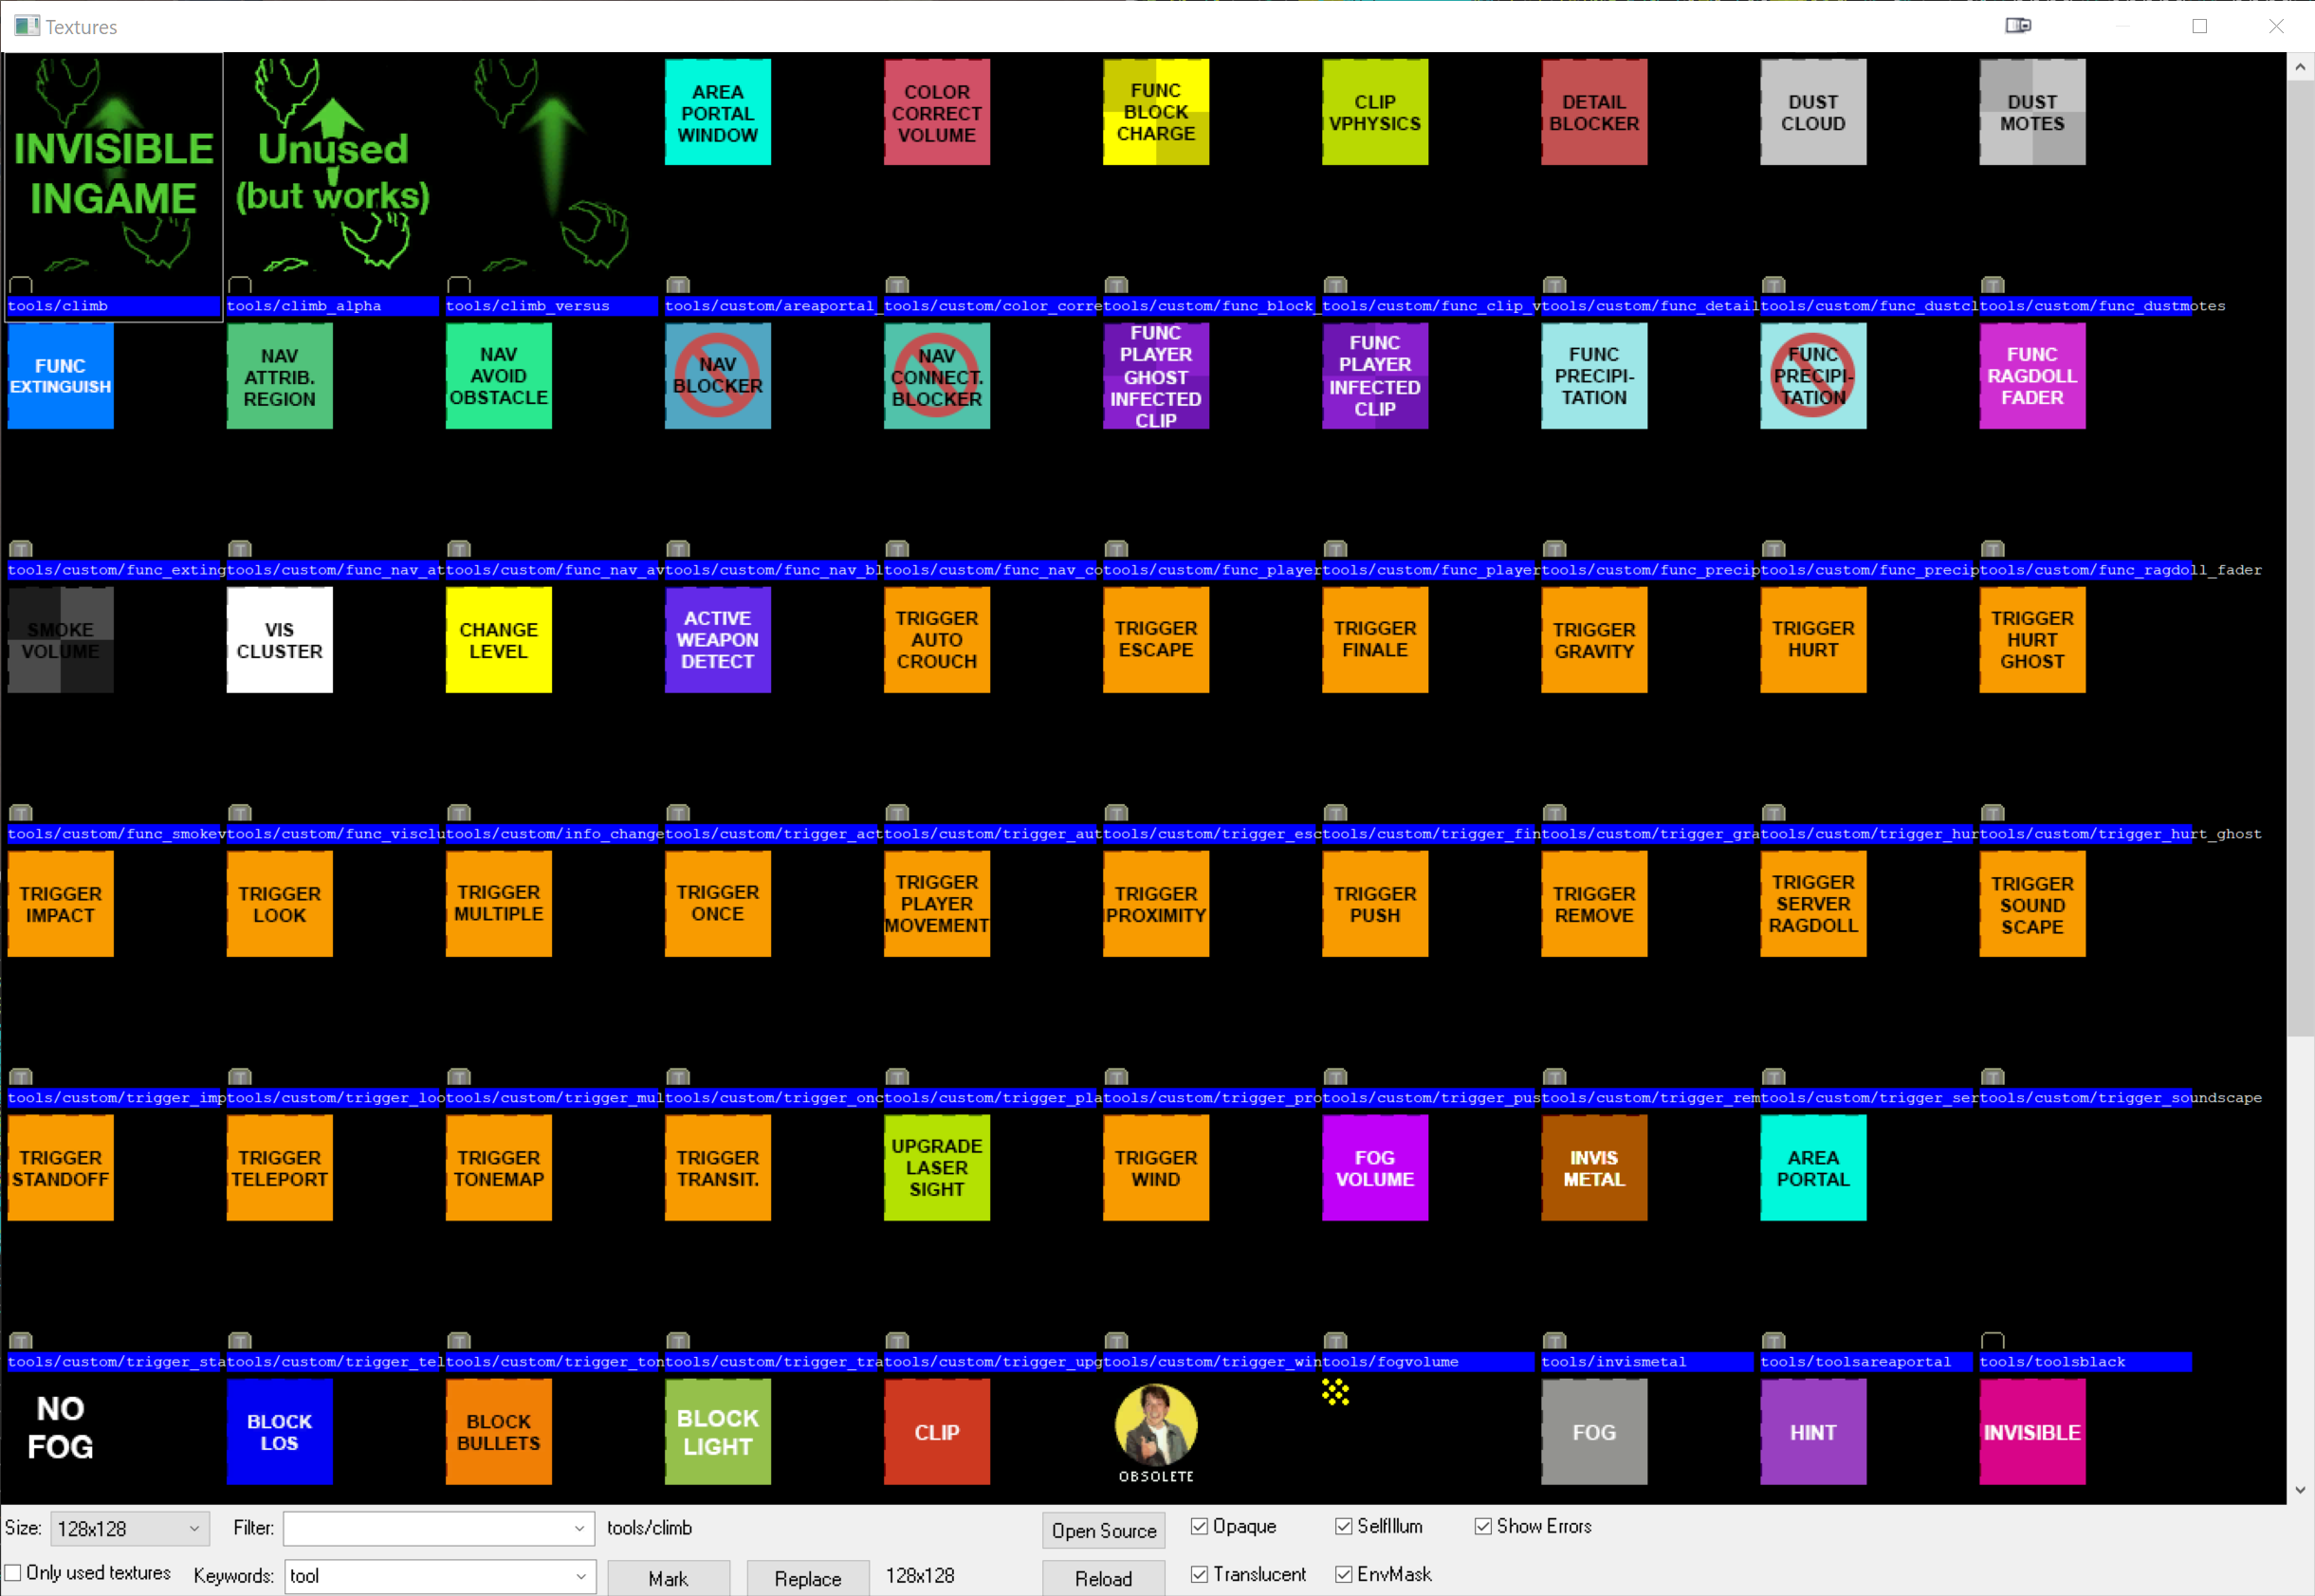 Textures
INVISIBLE
INGAME
Unused
(but works)
AREA
PORTAL
WINDOW
COLOR
CORRECT
VOLUME
FUNC
BLOCK
CHARGE
CLIP
VPHYSICS
DETAIL
BLOCKER
DUST
CLOUD
DUST
MOTES
tools/climb
tools/climb_alpha
tools/climb_versus
tools/custom/areaportal_
tools/custom/color_corre
tools/custom/func_block_
tools/custom/func_clip_v
tools/custom/func_detail
tools/custom/func_dustcl
tools/custom/func_dustmotes
FUNC
EXTINGUISH
NAV
ATTRIB.
REGION
NAV
AVOID
OBSTACLE
NAV
BLOCKER
NAV
CONNECT.
BLOCKER
FUNC
PLAYER
GHOST
INFECTED
CLIP
FUNC
PLAYER
INFECTED
CLIP
FUNC
PRECIPI-
TATION
FUNC
PRECIPI-
TATION
FUNC
RAGDOLL
FADER
tools/custom/func_exting
tools/custom/func_nav_at
tools/custom/func_nav_av
tools/custom/func_nav_bl
tools/custom/func_nav_co
tools/custom/func_player
tools/custom/func_player
tools/custom/func_precip
tools/custom/func_precip
tools/custom/func_ragdoll_fader
SMOKE
VOLUME
VIS
CLUSTER
CHANGE
LEVEL
ACTIVE
WEAPON
DETECT
TRIGGER
AUTO
CROUCH
TRIGGER
ESCAPE
TRIGGER
FINALE
TRIGGER
GRAVITY
TRIGGER
HURT
TRIGGER
HURT
GHOST
tools/custom/func_smokev
tools/custom/func_visclu
tools/custom/info_change
tools/custom/trigger_act
tools/custom/trigger_aut
tools/custom/trigger_esc
tools/custom/trigger_fin
tools/custom/trigger_gra
tools/custom/trigger_hur
tools/custom/trigger_hurt_ghost
TRIGGER
IMPACT
TRIGGER
LOOK
TRIGGER
MULTIPLE
TRIGGER
ONCE
TRIGGER
PLAYER
MOVEMENT
TRIGGER
PROXIMITY
TRIGGER
PUSH
TRIGGER
REMOVE
TRIGGER
SERVER
RAGDOLL
TRIGGER
SOUND
SCAPE
tools/custom/trigger_imp
tools/custom/trigger_loo
tools/custom/trigger_mul
tools/custom/trigger_onc
tools/custom/trigger_pla
tools/custom/trigger_pro
tools/custom/trigger_pus
tools/custom/trigger_rem
tools/custom/trigger_ser
tools/custom/trigger_soundscape
TRIGGER
STANDOFF
TRIGGER
TELEPORT
TRIGGER
TONEMAP
TRIGGER
TRANSIT.
UPGRADE
LASER
SIGHT
TRIGGER
WIND
FOG
VOLUME
INVIS
METAL
AREA
PORTAL
tools/custom/trigger_sta
tools/custom/trigger_tel
tools/custom/trigger_ton
tools/custom/trigger_tra
tools/custom/trigger_upg
tools/custom/trigger_win
tools/fogvolume
tools/invismetal
tools/toolsareaportal
tools/toolsblack
NO
FOG
BLOCK
LOS
BLOCK
BULLETS
BLOCK
LIGHT
CLIP
OBSOLETE
FOG
HINT
INVISIBLE
Size: 128x128 Filter: tools/climb Open Source Opaque SelfIllum Show Errors
Only used textures Keywords: tool Mark Replace 128x128 Reload Translucent EnvMask